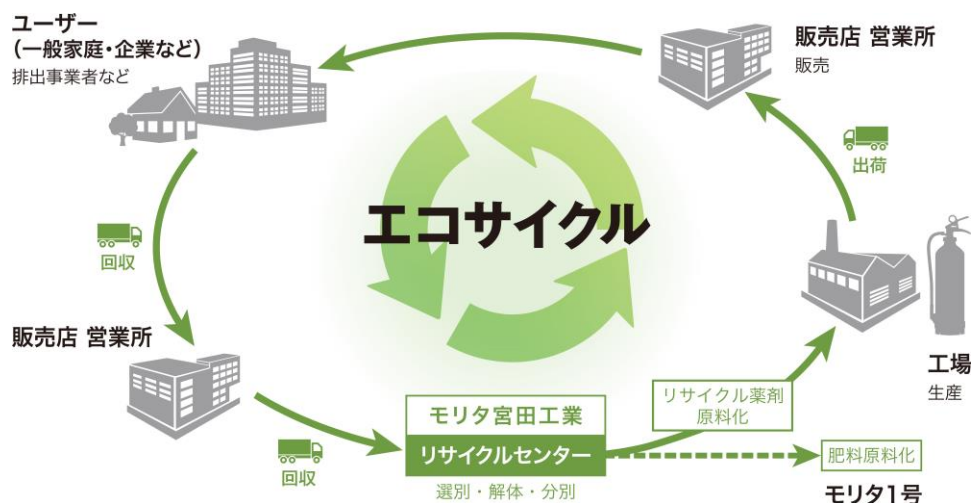 ユーザー
(一般家庭・企業など)
排出事業者など
販売店 営業所
販売
出荷
エコサイクル
回収
販売店 営業所
工場
生産
リサイクル薬剤
原料化
モリタ宮田工業
リサイクルセンター
選別・解体・分別
回収
肥料原料化
モリタ1号